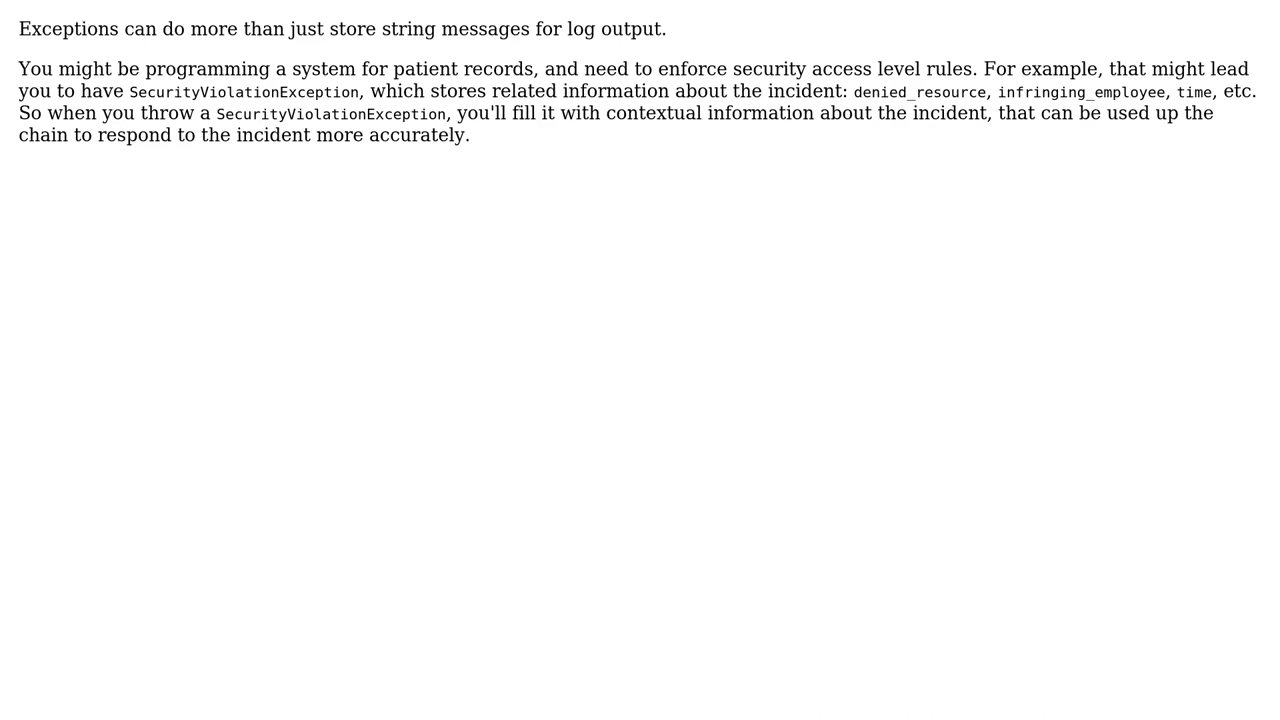 Exceptions can do more than just store string messages for log output.
You might be programming a system for patient records, and need to enforce security access level rules. For example, that might lead
you to have SecurityViolationException, which stores related information about the incident: denied_resource, infringing_employee, time, etc.
So when you throw a SecurityViolationException, you'll fill it with contextual information about the incident, that can be used up the
chain to respond to the incident more accurately.